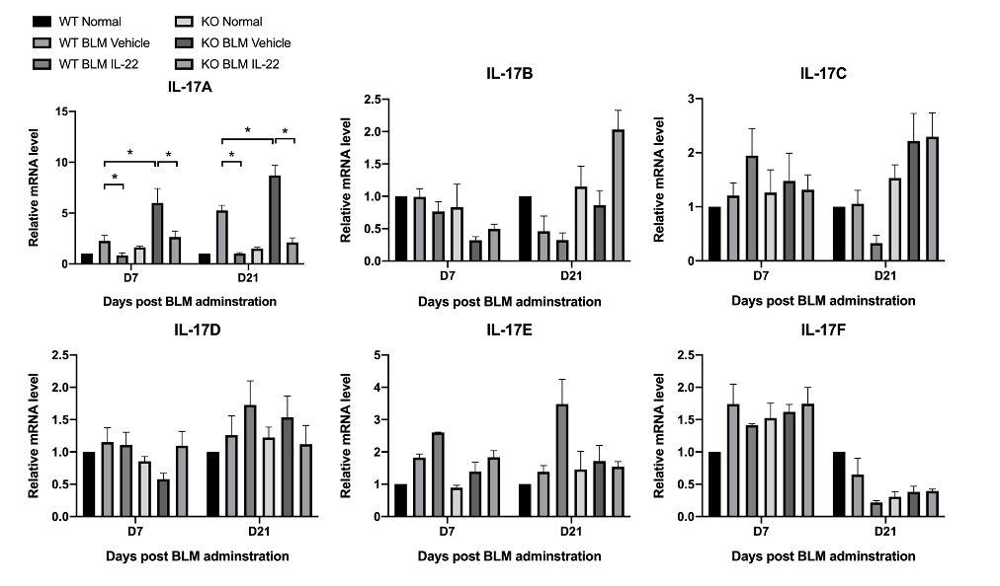 WT Normal
KO Normal
WT BLM Vehicle
KO BLM Vehicle
WT BLM IL-22
KO BLM IL-22
IL-17A
Relative mRNA level
15
10
5
0
*
*
*
*
*
*
D7
D21
Days post BLM adminstration
IL-17B
Relative mRNA level
2.5
2.0
1.5
1.0
0.5
0.0
D7
D21
Days post BLM adminstration
IL-17C
Relative mRNA level
3
2
1
0
D7
D21
Days post BLM adminstration
IL-17D
Relative mRNA level
2.5
2.0
1.5
1.0
0.5
0.0
D7
D21
Days post BLM adminstration
IL-17E
Relative mRNA level
5
4
3
2
1
0
D7
D21
Days post BLM adminstration
IL-17F
Relative mRNA level
2.5
2.0
1.5
1.0
0.5
0.0
D7
D21
Days post BLM adminstration